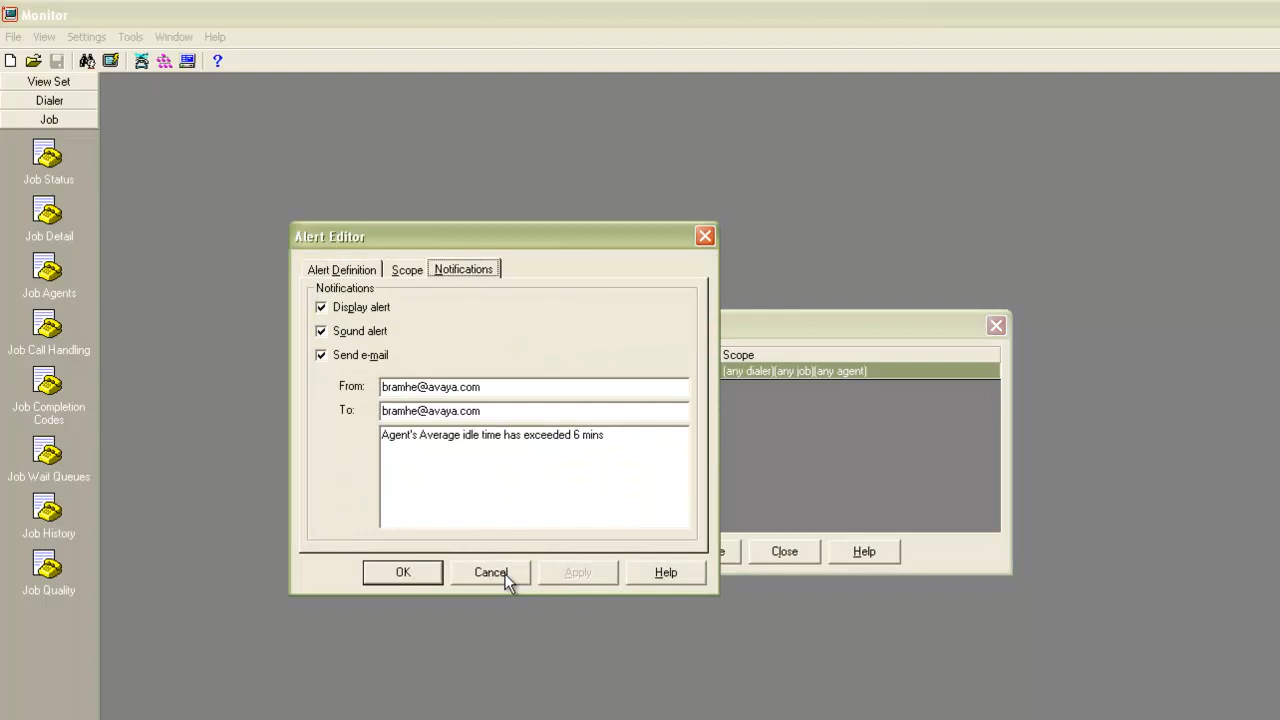 Monitor
File View Settings Tools Window Help
View Set
Dialer
Job
Job Status
Job Detail
Job Agents
Job Call Handling
Job Completion
Codes
Job Wait Queues
Job History
Job Quality
Alert Editor
Alert Definition Scope Notifications
Notifications
Display alert
Sound alert
Send e-mail
From: bramhe@avaya.com
To: bramhe@avaya.com
Agent's Average idle time has exceeded 6 mins
OK Cancel Apply Help
Scope
(any dialer)(any job)(any agent)
e Close Help